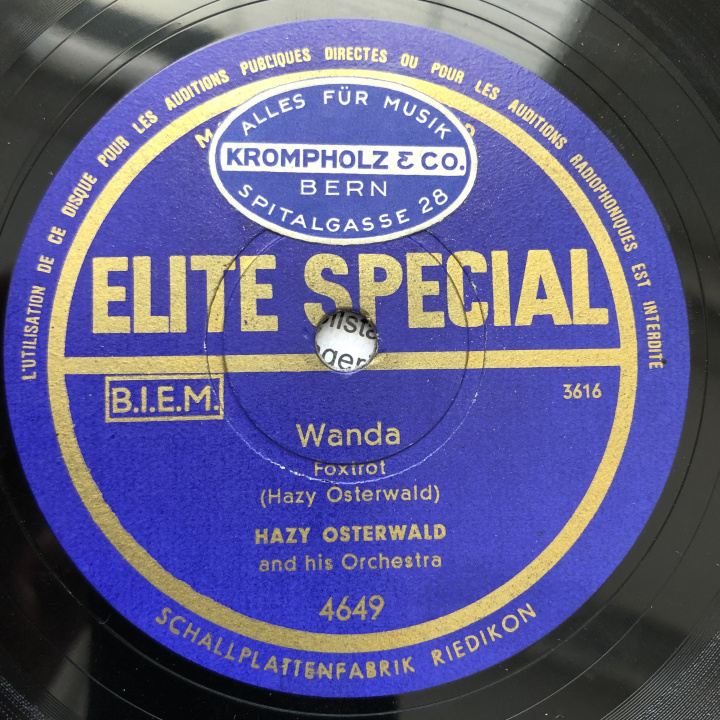 L'UTILISATION DE CE DISQUE POUR LES AUDITIONS PUBLIQUES DIRECTES OU POUR LES AUDITIONS RADIOPHONIQUES EST INTERDITE
ALLES FÜR MUSIK
KROMPHOLZ & CO.
BERN
SPITALGASSE 28
ELITE SPECIAL
B.I.E.M.
3616
Wanda
Foxtrot
(Hazy Osterwald)
HAZY OSTERWALD
and his Orchestra
4649
SCHALLPLATTENFABRIK RIEDIKON